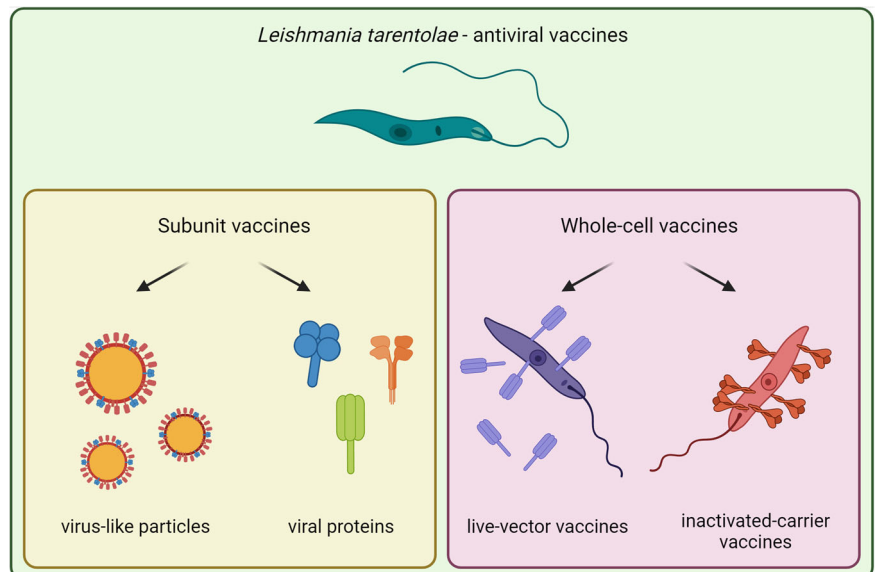 Leishmania tarentolae - antiviral vaccines
Subunit vaccines
Whole-cell vaccines
virus-like particles
viral proteins
live-vector vaccines
inactivated-carrier
vaccines